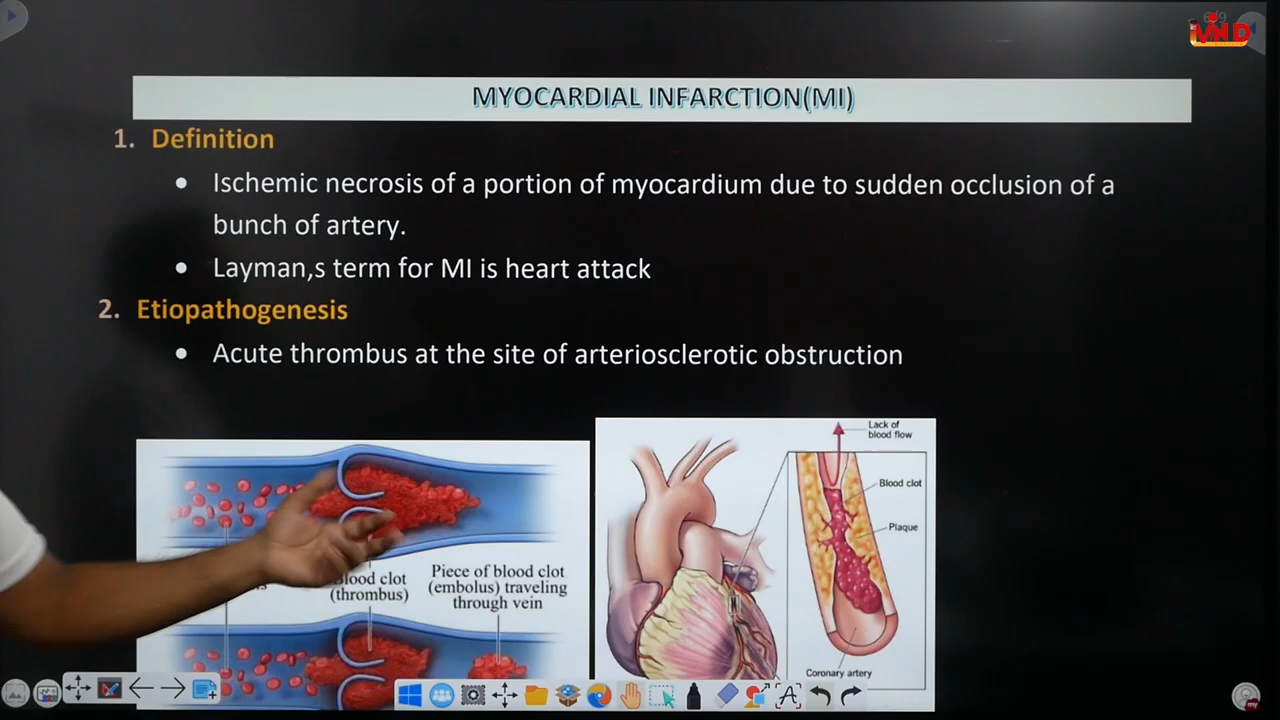 MYOCARDIAL INFARCTION(MI)
1. Definition
• Ischemic necrosis of a portion of myocardium due to sudden occlusion of a
bunch of artery.
• Layman,s term for MI is heart attack
2. Etiopathogenesis
• Acute thrombus at the site of arteriosclerotic obstruction
Blood clot
(thrombus)
Piece of blood clot
(embolus) traveling
through vein
Lack of
blood flow
Blood clot
Plaque
Coronary artery
my